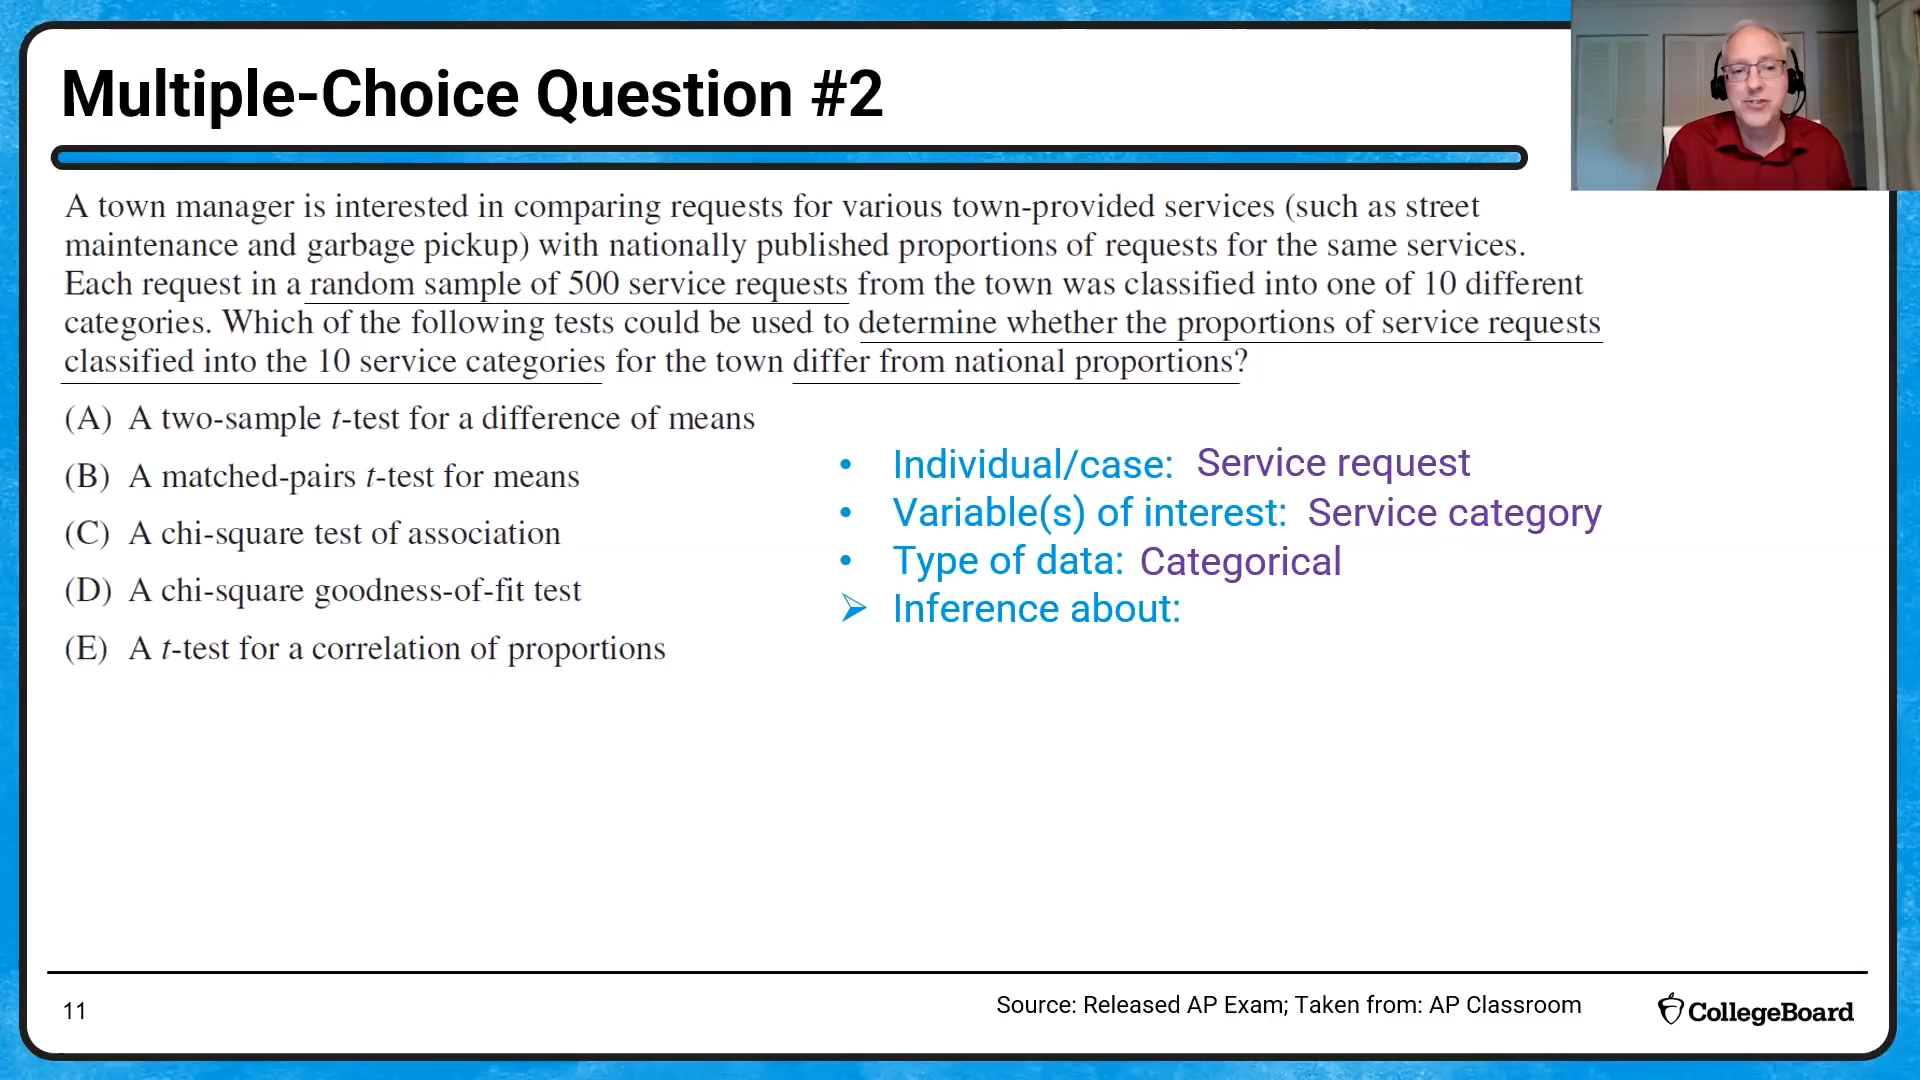 Multiple-Choice Question #2
A town manager is interested in comparing requests for various town-provided services (such as street
maintenance and garbage pickup) with nationally published proportions of requests for the same services.
Each request in a random sample of 500 service requests from the town was classified into one of 10 different
categories. Which of the following tests could be used to determine whether the proportions of service requests
classified into the 10 service categories for the town differ from national proportions?
(A) A two-sample t-test for a difference of means
(B) A matched-pairs t-test for means
(C) A chi-square test of association
(D) A chi-square goodness-of-fit test
(E) A t-test for a correlation of proportions
• Individual/case: Service request
• Variable(s) of interest: Service category
• Type of data: Categorical
➢ Inference about:
11
Source: Released AP Exam; Taken from: AP Classroom
CollegeBoard